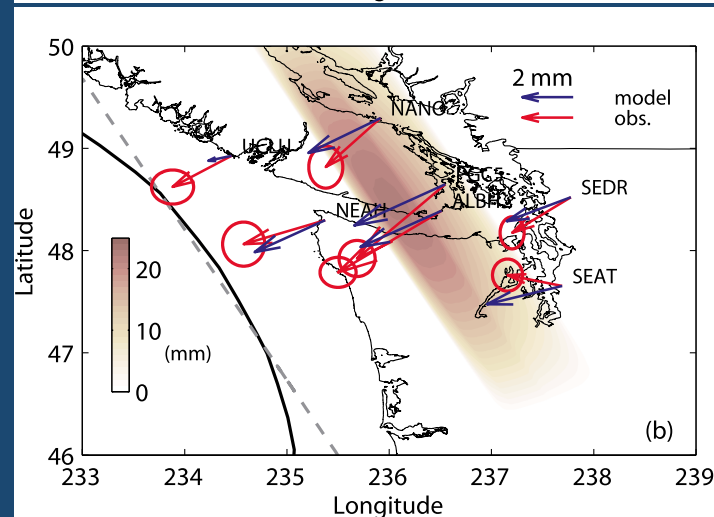 50
49
48
47
46
Latitude
233
234
235
236
237
238
239
Longitude
2 mm
model
obs.
NANO
UCLU
NEAH
ALBH
SEDR
SEAT
20
10
0
(mm)
(b)